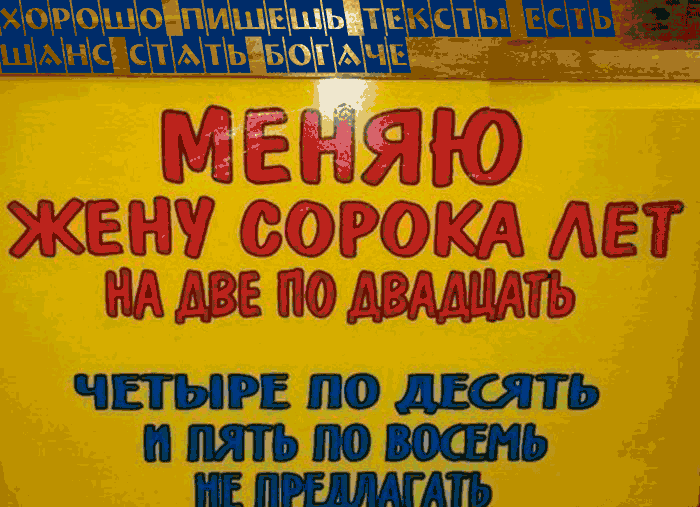 ХОРОШО ПИШЕШЬ ТЕКСТЫ ЕСТЬ
ШАНС СТАТЬ БОГАЧЕ
МЕНЯЮ
ЖЕНУ СОРОКА ЛЕТ
НА ДВЕ ПО ДВАДЦАТЬ
ЧЕТЫРЕ ПО ДЕСЯТЬ
И ПЯТЬ ПО ВОСЕМЬ
НЕ ПРЕДЛАГАТЬ